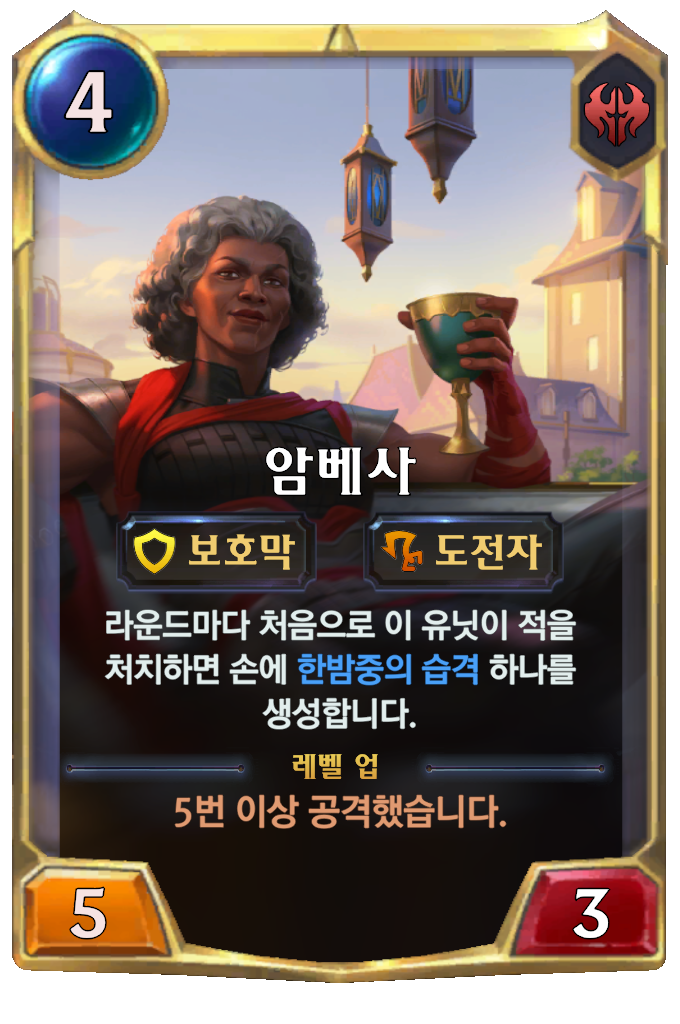 4
암베사
보호막
도전자
라운드마다 처음으로 이 유닛이 적을
처치하면 손에 한밤중의 습격 하나를
생성합니다.
레벨 업
5번 이상 공격했습니다.
5
3